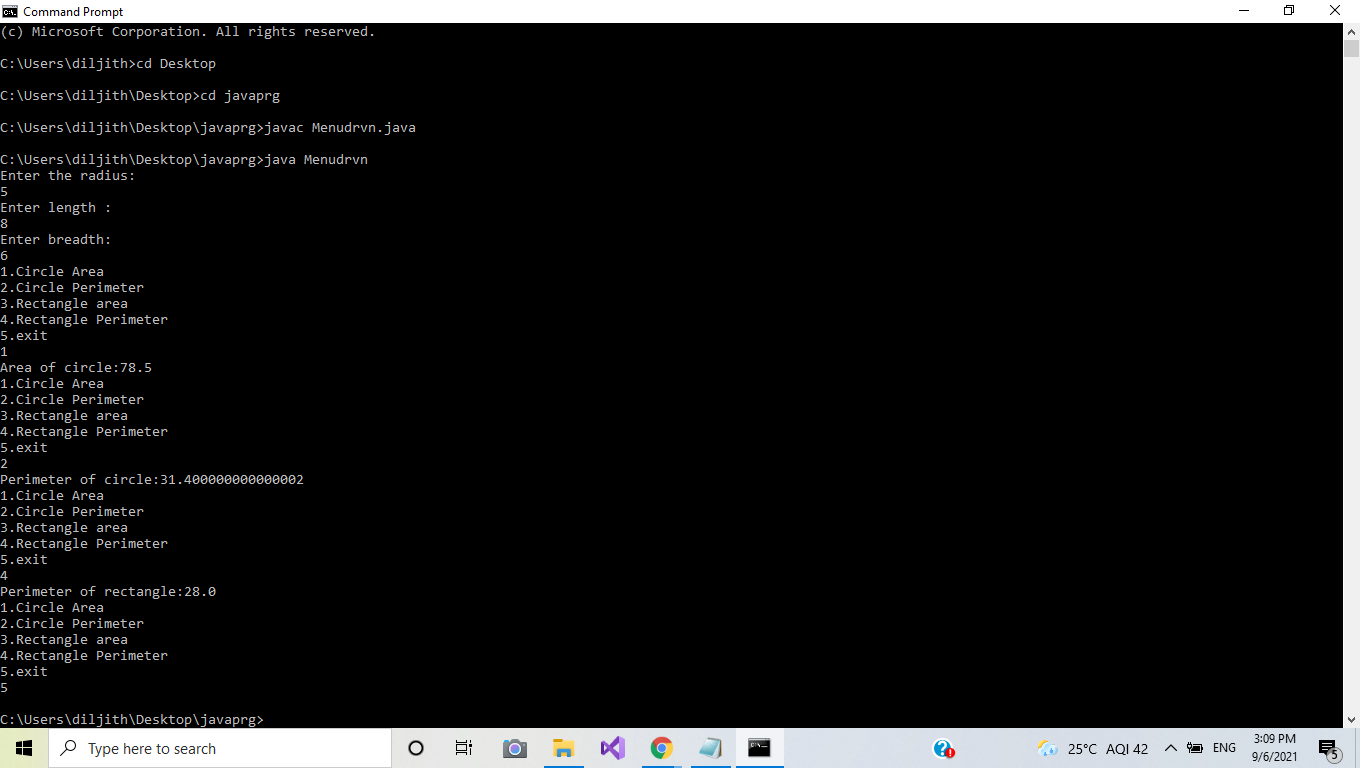 Command Prompt
(c) Microsoft Corporation. All rights reserved.
C:\Users\diljith>cd Desktop
C:\Users\diljith\Desktop>cd javaprg
C:\Users\diljith\Desktop\javaprg>javac Menudrvn.java
C:\Users\diljith\Desktop\javaprg>java Menudrvn
Enter the radius:
5
Enter length :
8
Enter breadth:
6
1.Circle Area
2.Circle Perimeter
3.Rectangle area
4.Rectangle Perimeter
5.exit
1
Area of circle:78.5
1.Circle Area
2.Circle Perimeter
3.Rectangle area
4.Rectangle Perimeter
5.exit
2
Perimeter of circle:31.400000000000002
1.Circle Area
2.Circle Perimeter
3.Rectangle area
4.Rectangle Perimeter
5.exit
4
Perimeter of rectangle:28.0
1.Circle Area
2.Circle Perimeter
3.Rectangle area
4.Rectangle Perimeter
5.exit
5
C:\Users\diljith\Desktop\javaprg>
Type here to search
25°C AQI 42
ENG
3:09 PM
9/6/2021
5